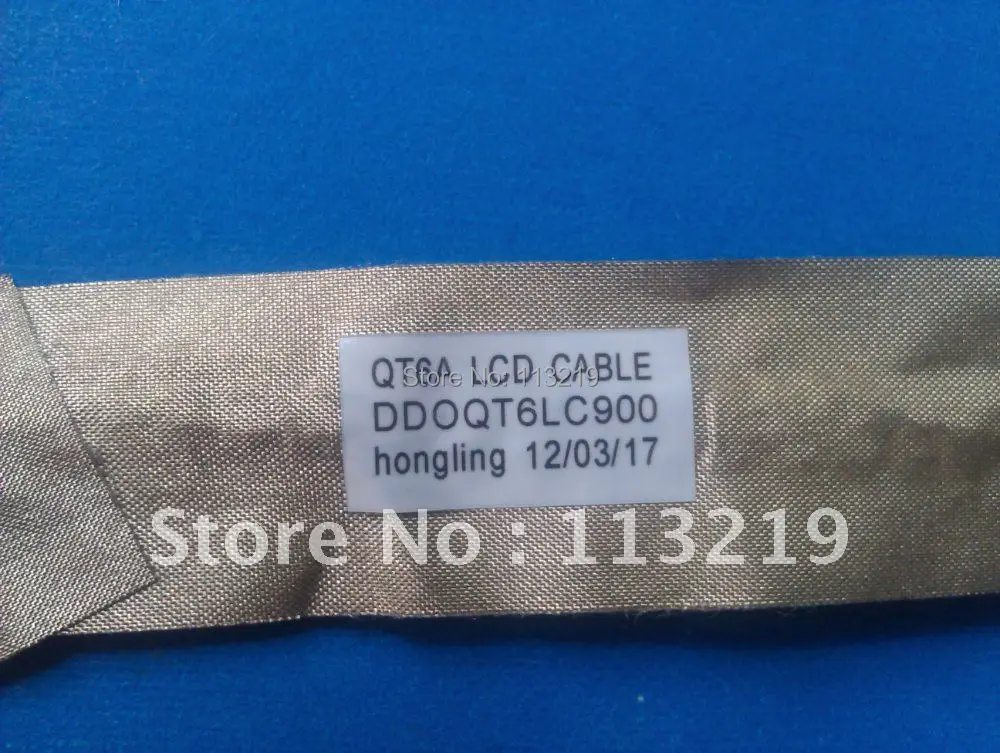 QT6A LCD CABLE
Store No: 113219
DDOQT6LC900
hongling 12/03/17
Store No : 113219